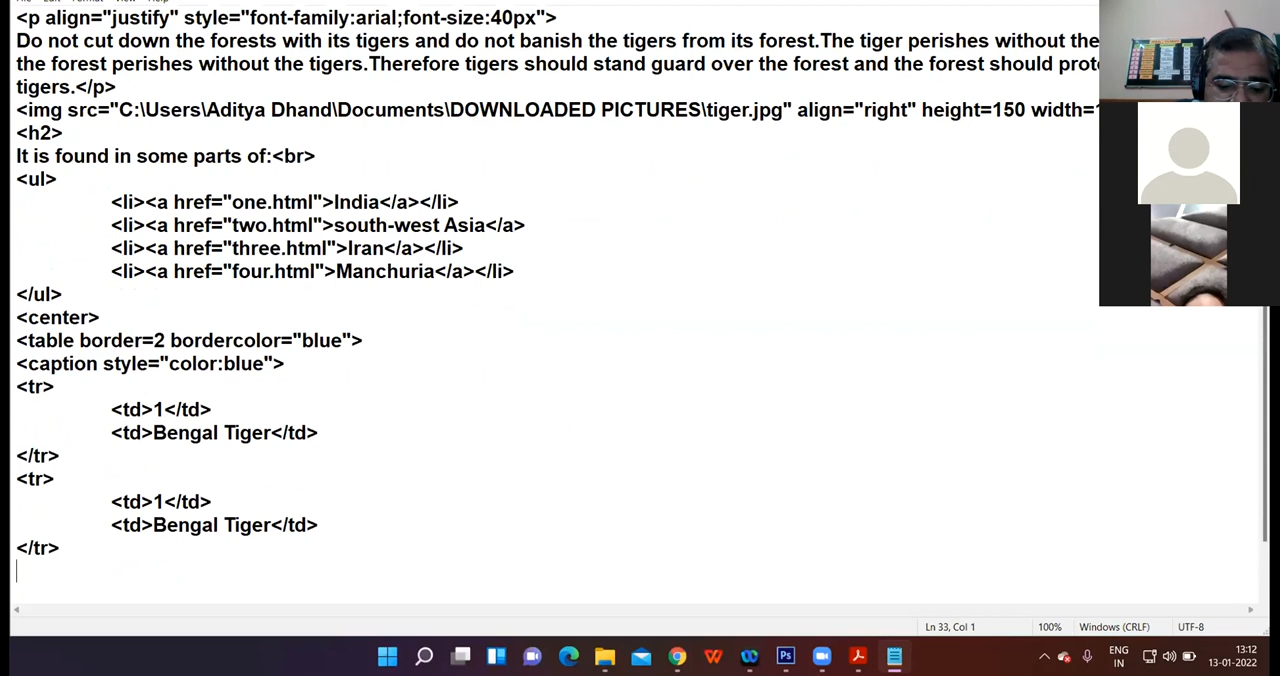 <p align="justify" style="font-family:arial;font-size:40px">
Do not cut down the forests with its tigers and do not banish the tigers from its forest.The tiger perishes without the
the forest perishes without the tigers.Therefore tigers should stand guard over the forest and the forest should
tigers.</p>
<img src="C:\Users\Aditya Dhand\Documents\DOWNLOADED PICTURES\tiger.jpg" align="right" height=150 width=
<h2>
It is found in some parts of:<br>
<ul>
<li><a href="one.html">India</a></li>
<li><a href="two.html">south-west Asia</a>
<li><a href="three.html">Iran</a></li>
<li><a href="four.html">Manchuria</a></li>
</ul>
<center>
<table border=2 bordercolor="blue">
<caption style="color:blue">
<tr>
<td>1</td>
<td>Bengal Tiger</td>
</tr>
<tr>
<td>1</td>
<td>Bengal Tiger</td>
</tr>
Ln 33, Col 1 100% Windows (CRLF) UTF-8
W Ps
ENG
IN
13:12
13-01-2022